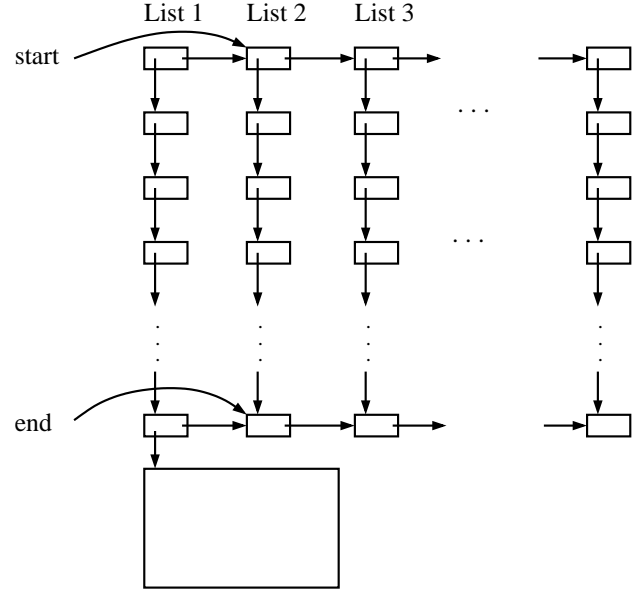 List 1 List 2 List 3
start
. . .
. . .
end